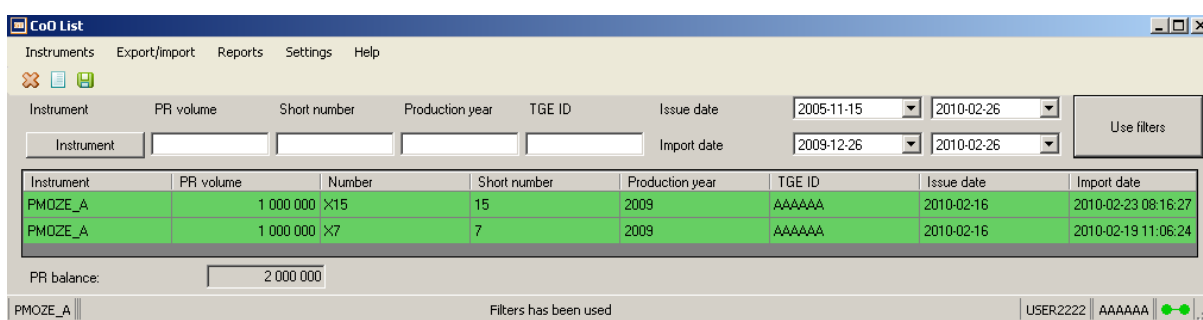 CoO List
Instruments Export/import Reports Settings Help
Instrument PR volume Short number Production year TGE ID Issue date 2005-11-15 2010-02-26 Use filters
Instrument Import date 2009-12-26 2010-02-26
Instrument PR volume Number Short number Production year TGE ID Issue date Import date
PMOZE_A 1 000 000 X15 15 2009 AAAAAA 2010-02-16 2010-02-23 08:16:27
PMOZE_A 1 000 000 X7 7 2009 AAAAAA 2010-02-16 2010-02-19 11:06:24
PR balance: 2 000 000
PMOZE_A Filters has been used USER2222 AAAAAA